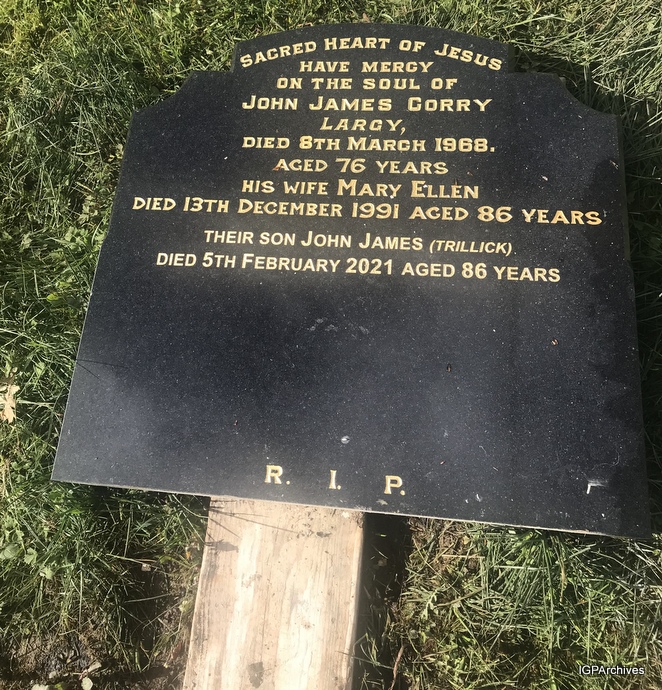 SACRED HEART OF JESUS
HAVE MERCY
ON THE SOUL OF
JOHN JAMES CORRY
LARGY,
DIED 8TH MARCH 1968.
AGED 76 YEARS
HIS WIFE MARY ELLEN
DIED 13TH DECEMBER 1991 AGED 86 YEARS
THEIR SON JOHN JAMES (TRILLICK)
DIED 5TH FEBRUARY 2021 AGED 86 YEARS
R. I. P.
IGPArchives